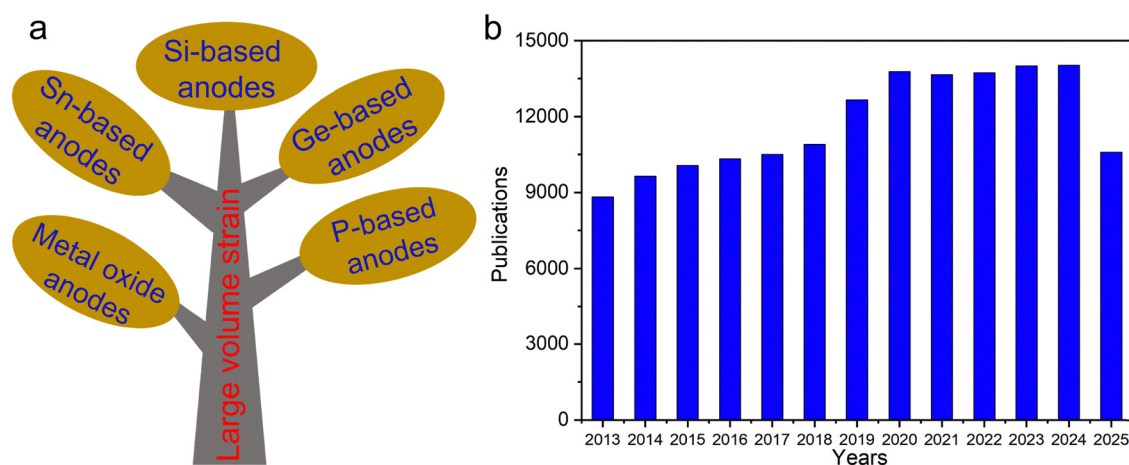 a
Si-based
anodes
Sn-based
anodes
Ge-based
anodes
P-based
anodes
Metal oxide
anodes
Large volume strain
b
15000
12000
9000
6000
3000
0
Publications
2013 2014 2015 2016 2017 2018 2019 2020 2021 2022 2023 2024 2025
Years